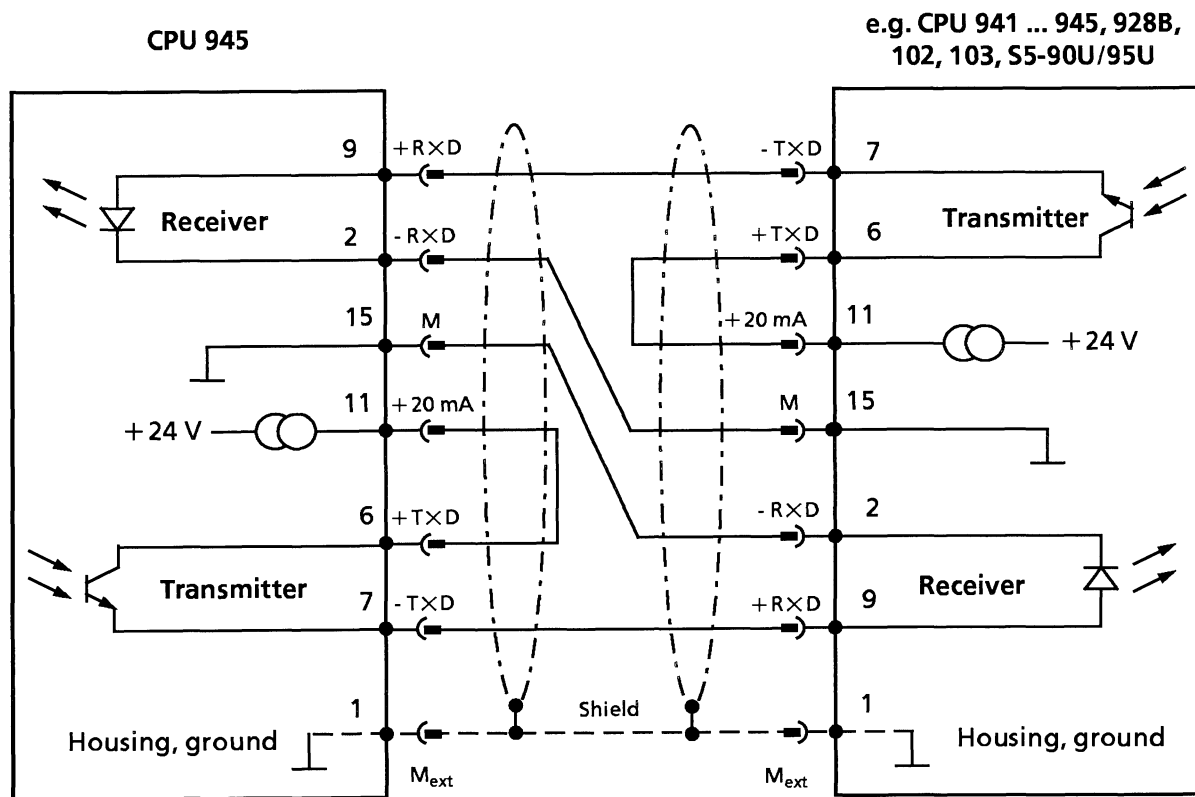 CPU 945
e.g. CPU 941 ... 945, 928B,
102, 103, S5-90U/95U
9
+R×D
-T×D
7
Receiver
Transmitter
2
-R×D
+T×D
6
15
M
+20 mA
11
+24 V
11
+20 mA
M
15
+24 V
6
+T×D
-R×D
2
Transmitter
Receiver
7
-T×D
+R×D
9
1
Shield
1
Housing, ground
Housing, ground
Mext
Mext